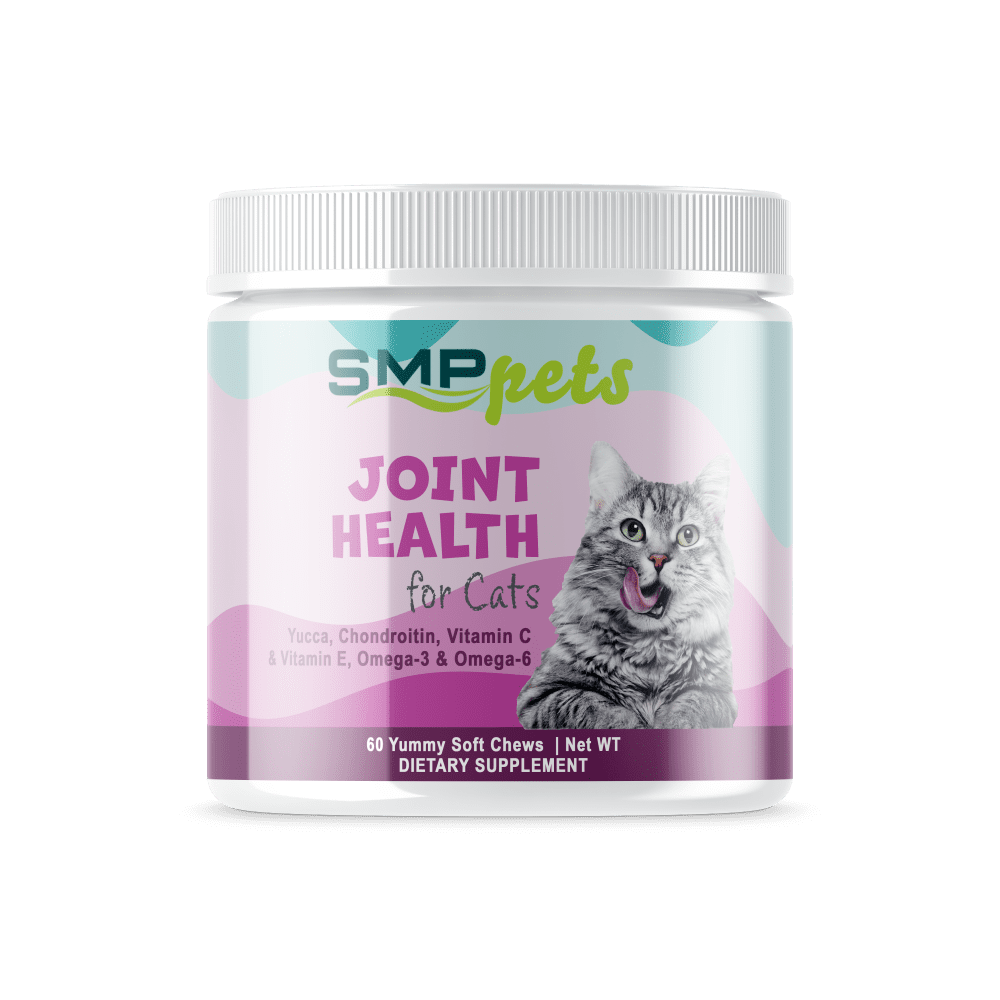 SMPpets
JOINT
HEALTH
for Cats
Yucca, Chondroitin, Vitamin C
& Vitamin E, Omega-3 & Omega-6
60 Yummy Soft Chews | Net WT
DIETARY SUPPLEMENT